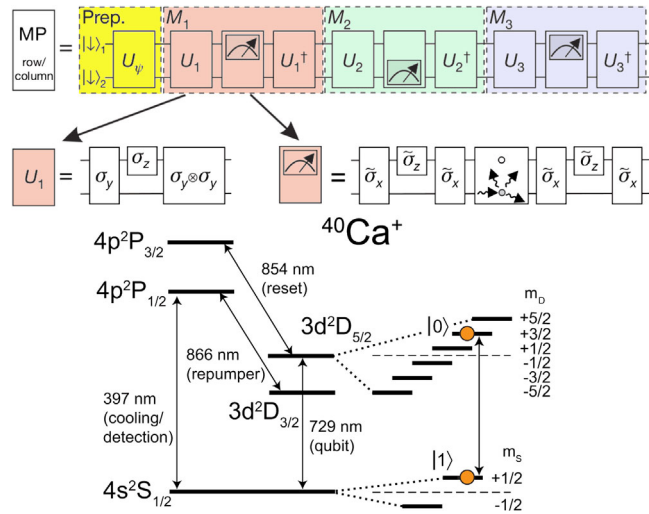 MP
row/
column
=
Prep.
|↓⟩₁
|↓⟩₂
U_ψ
M₁
U₁
U₁†
M₂
U₂
U₂†
M₃
U₃
U₃†
U₁ = σ_y σ_z σ_y⊗σ_y
= σ̃_x σ̃_z σ̃_x σ̃_x σ̃_z σ̃_x
⁴⁰Ca⁺
4p²P₃/₂
4p²P₁/₂
854 nm
(reset)
3d²D₅/₂
866 nm
(repumper)
3d²D₃/₂
397 nm
(cooling/
detection)
729 nm
(qubit)
4s²S₁/₂
m_D
+5/2
|0⟩
+3/2
+1/2
-1/2
-3/2
-5/2
m_S
|1⟩
+1/2
-1/2